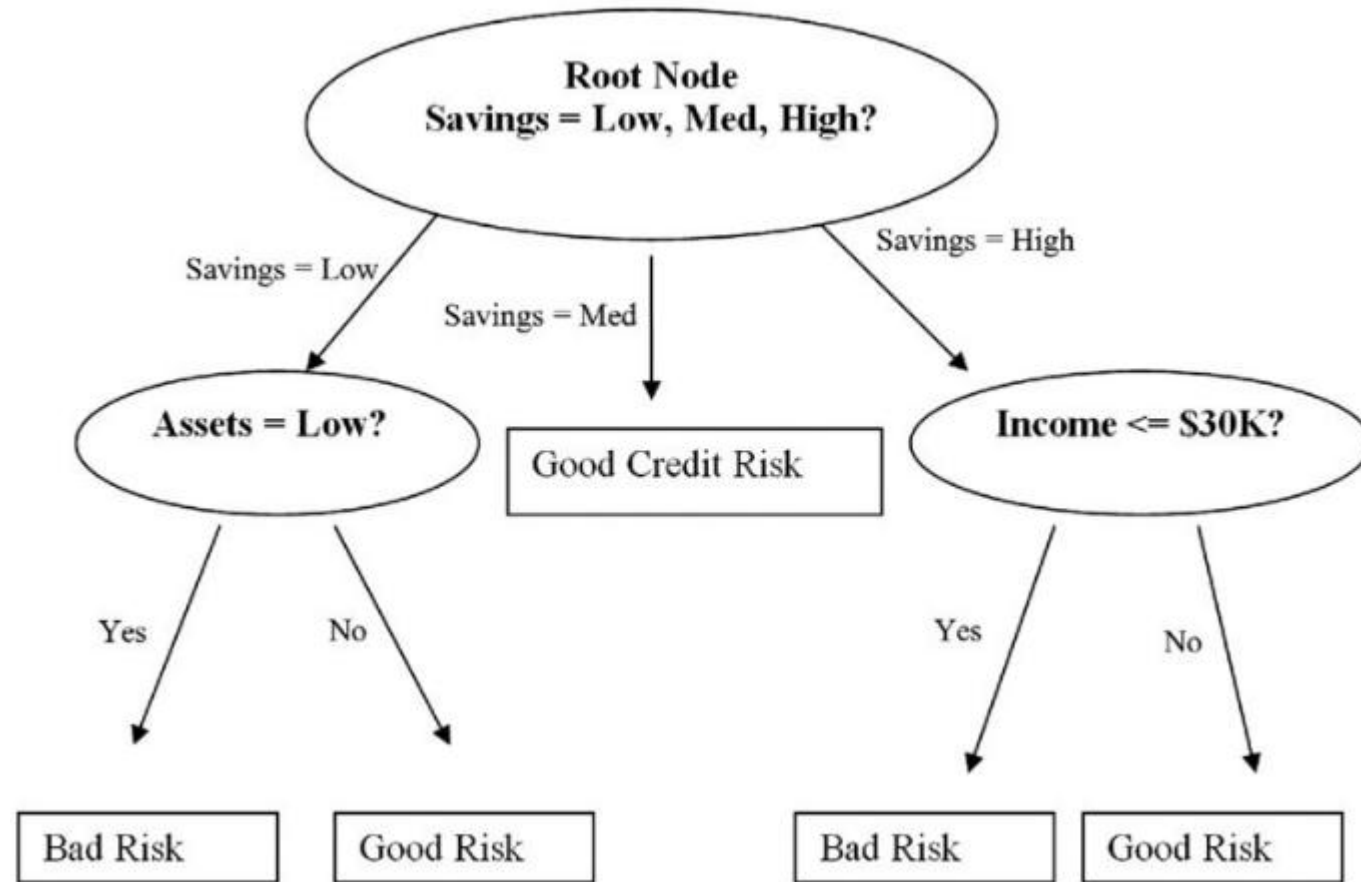 Root Node
Savings = Low, Med, High?
Savings = Low
Savings = Med
Savings = High
Assets = Low?
Good Credit Risk
Income <= $30K?
Yes
No
Yes
No
Bad Risk
Good Risk
Bad Risk
Good Risk